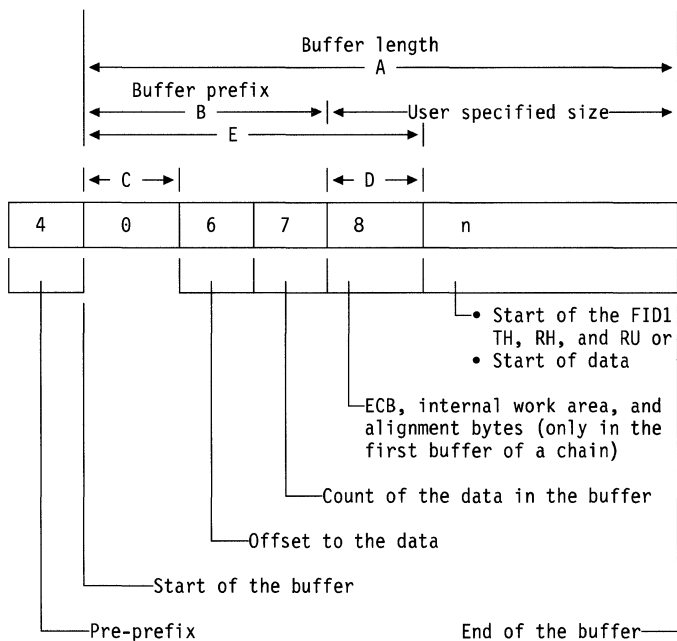 Buffer length
A
Buffer prefix
B
User specified size
E
C
D
4 0 6 7 8 n
• Start of the FID1
TH, RH, and RU or
• Start of data
ECB, internal work area, and
alignment bytes (only in the
first buffer of a chain)
Count of the data in the buffer
Offset to the data
Start of the buffer
Pre-prefix
End of the buffer